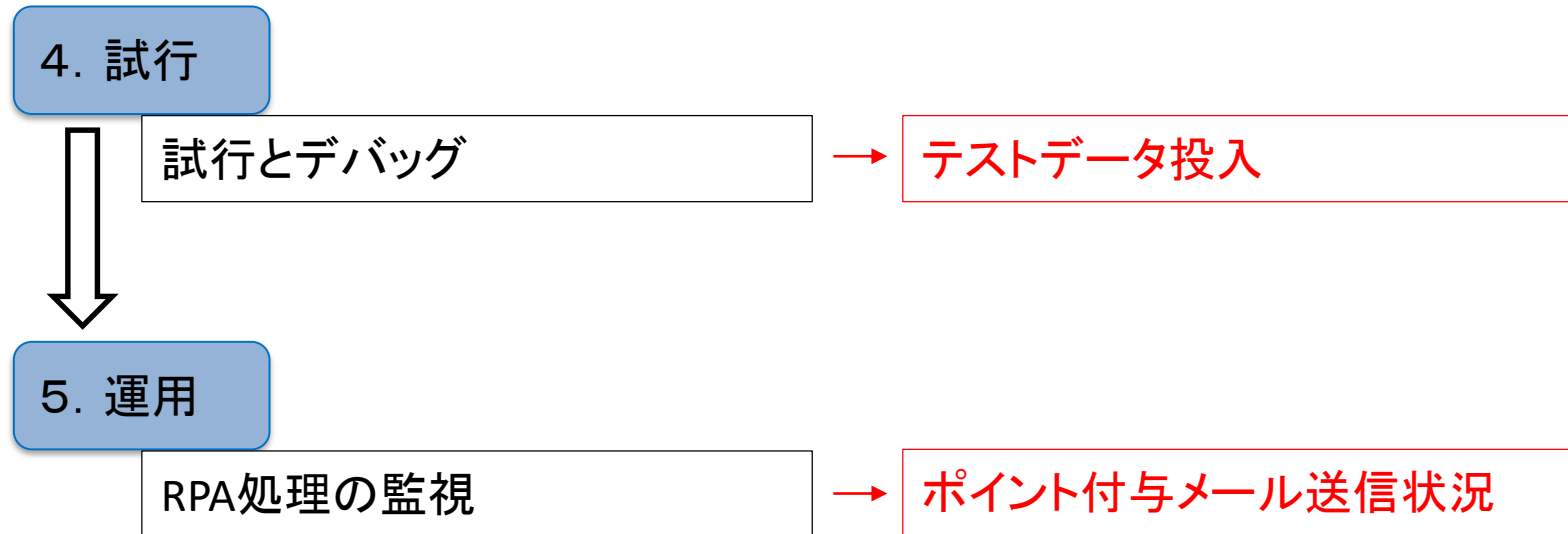 ４．試行
試行とデバッグ
テストデータ投入
５．運用
RPA処理の監視
ポイント付与メール送信状況